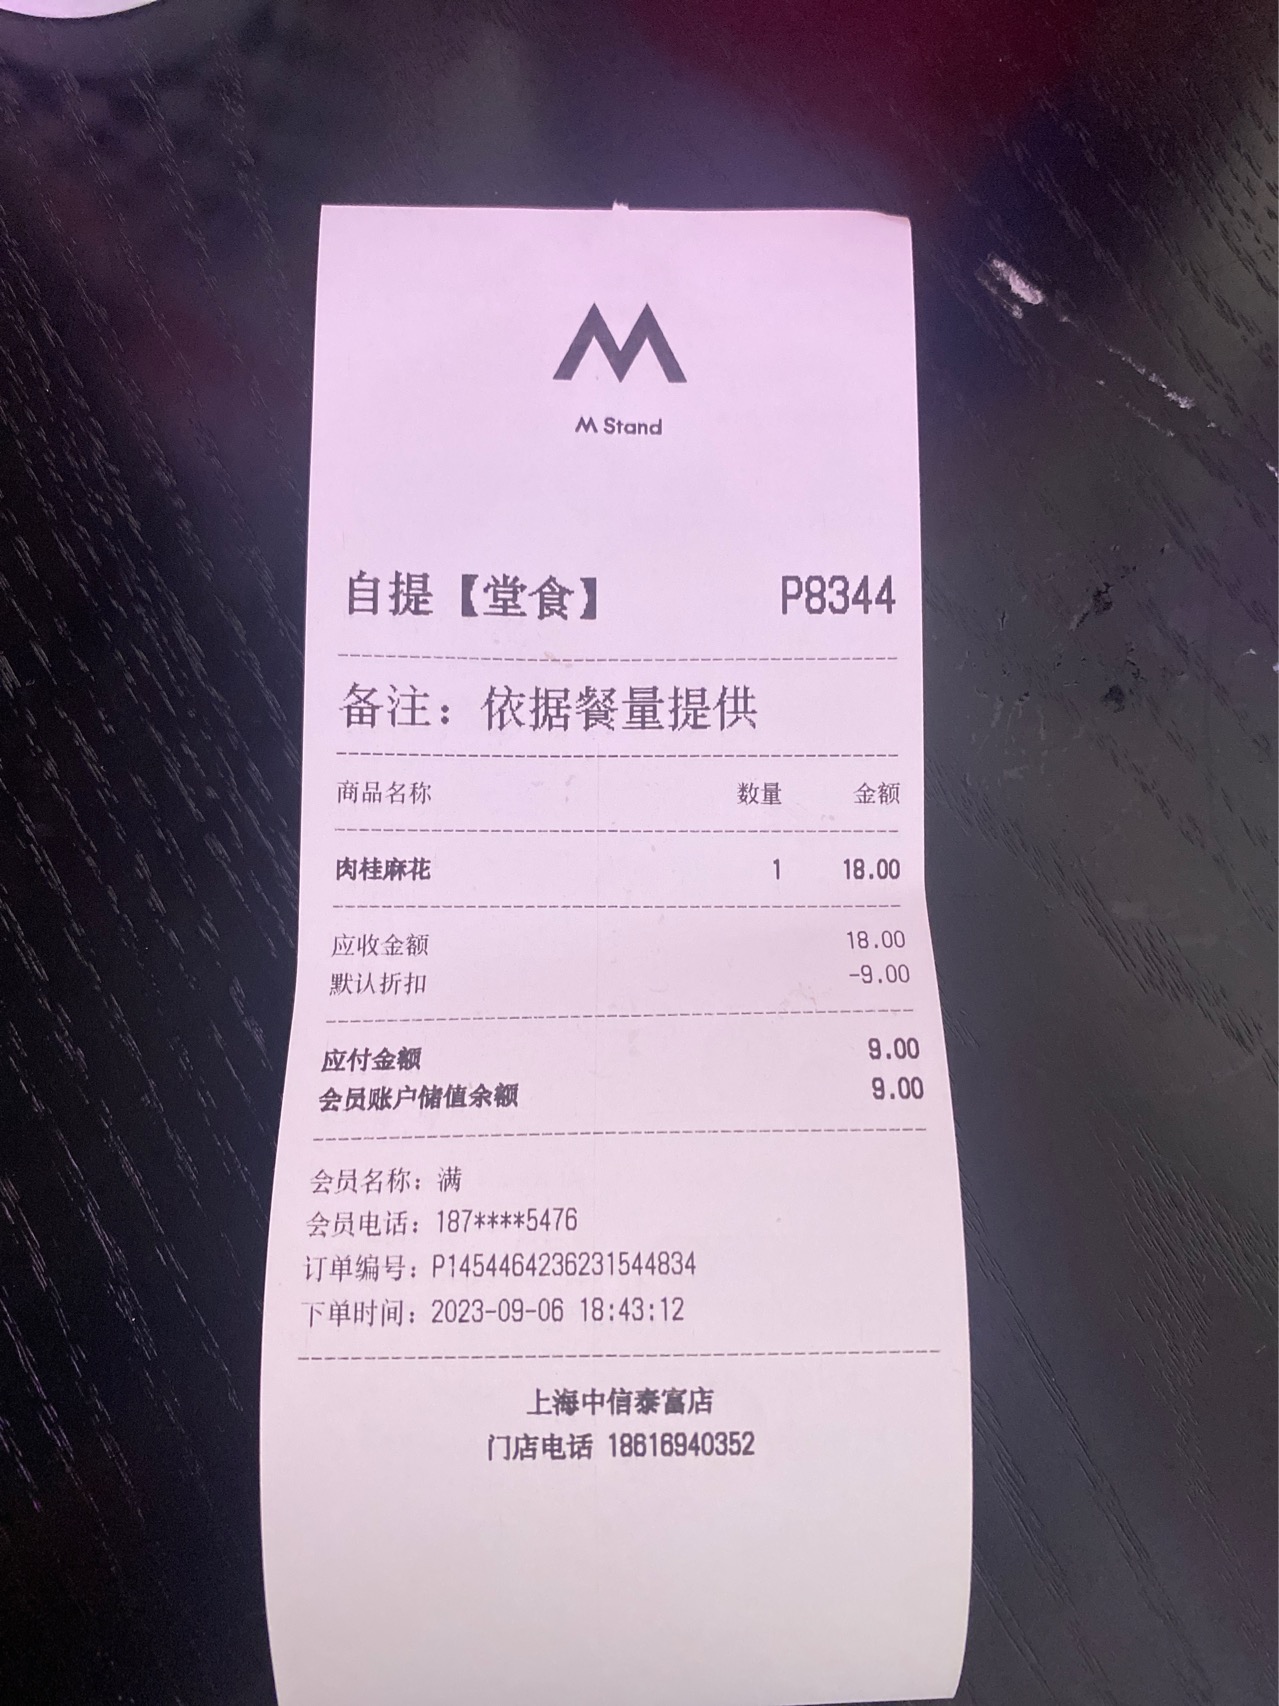 M
M Stand
自提【堂食】 P8344
备注：依据餐量提供
商品名称 数量 金额
肉桂麻花 1 18.00
应收金额 18.00
默认折扣 -9.00
应付金额 9.00
会员账户储值余额 9.00
会员名称：满
会员电话：187****5476
订单编号：P1454464236231544834
下单时间：2023-09-06 18:43:12
上海中信泰富店
门店电话 18616940352